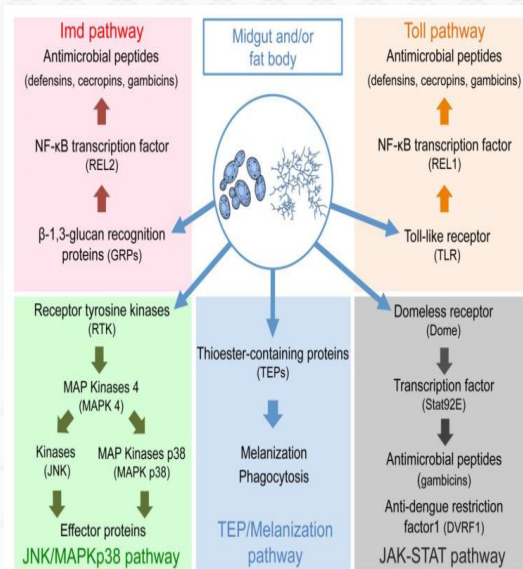 Imd pathway
Antimicrobial peptides
(defensins, cecropins, gambicins)
NF-κB transcription factor
(REL2)
β-1,3-glucan recognition
proteins (GRPs)
Midgut and/or
fat body
Toll pathway
Antimicrobial peptides
(defensins, cecropins, gambicins)
NF-κB transcription factor
(REL1)
Toll-like receptor
(TLR)
Receptor tyrosine kinases
(RTK)
MAP Kinases 4
(MAPK 4)
Kinases
(JNK)
MAP Kinases p38
(MAPK p38)
Effector proteins
JNK/MAPKp38 pathway
Thioester-containing proteins
(TEPs)
Melanization
Phagocytosis
TEP/Melanization
pathway
Domeless receptor
(Dome)
Transcription factor
(Stat92E)
Antimicrobial peptides
(gambicins)
Anti-dengue restriction
factor1 (DVRF1)
JAK-STAT pathway